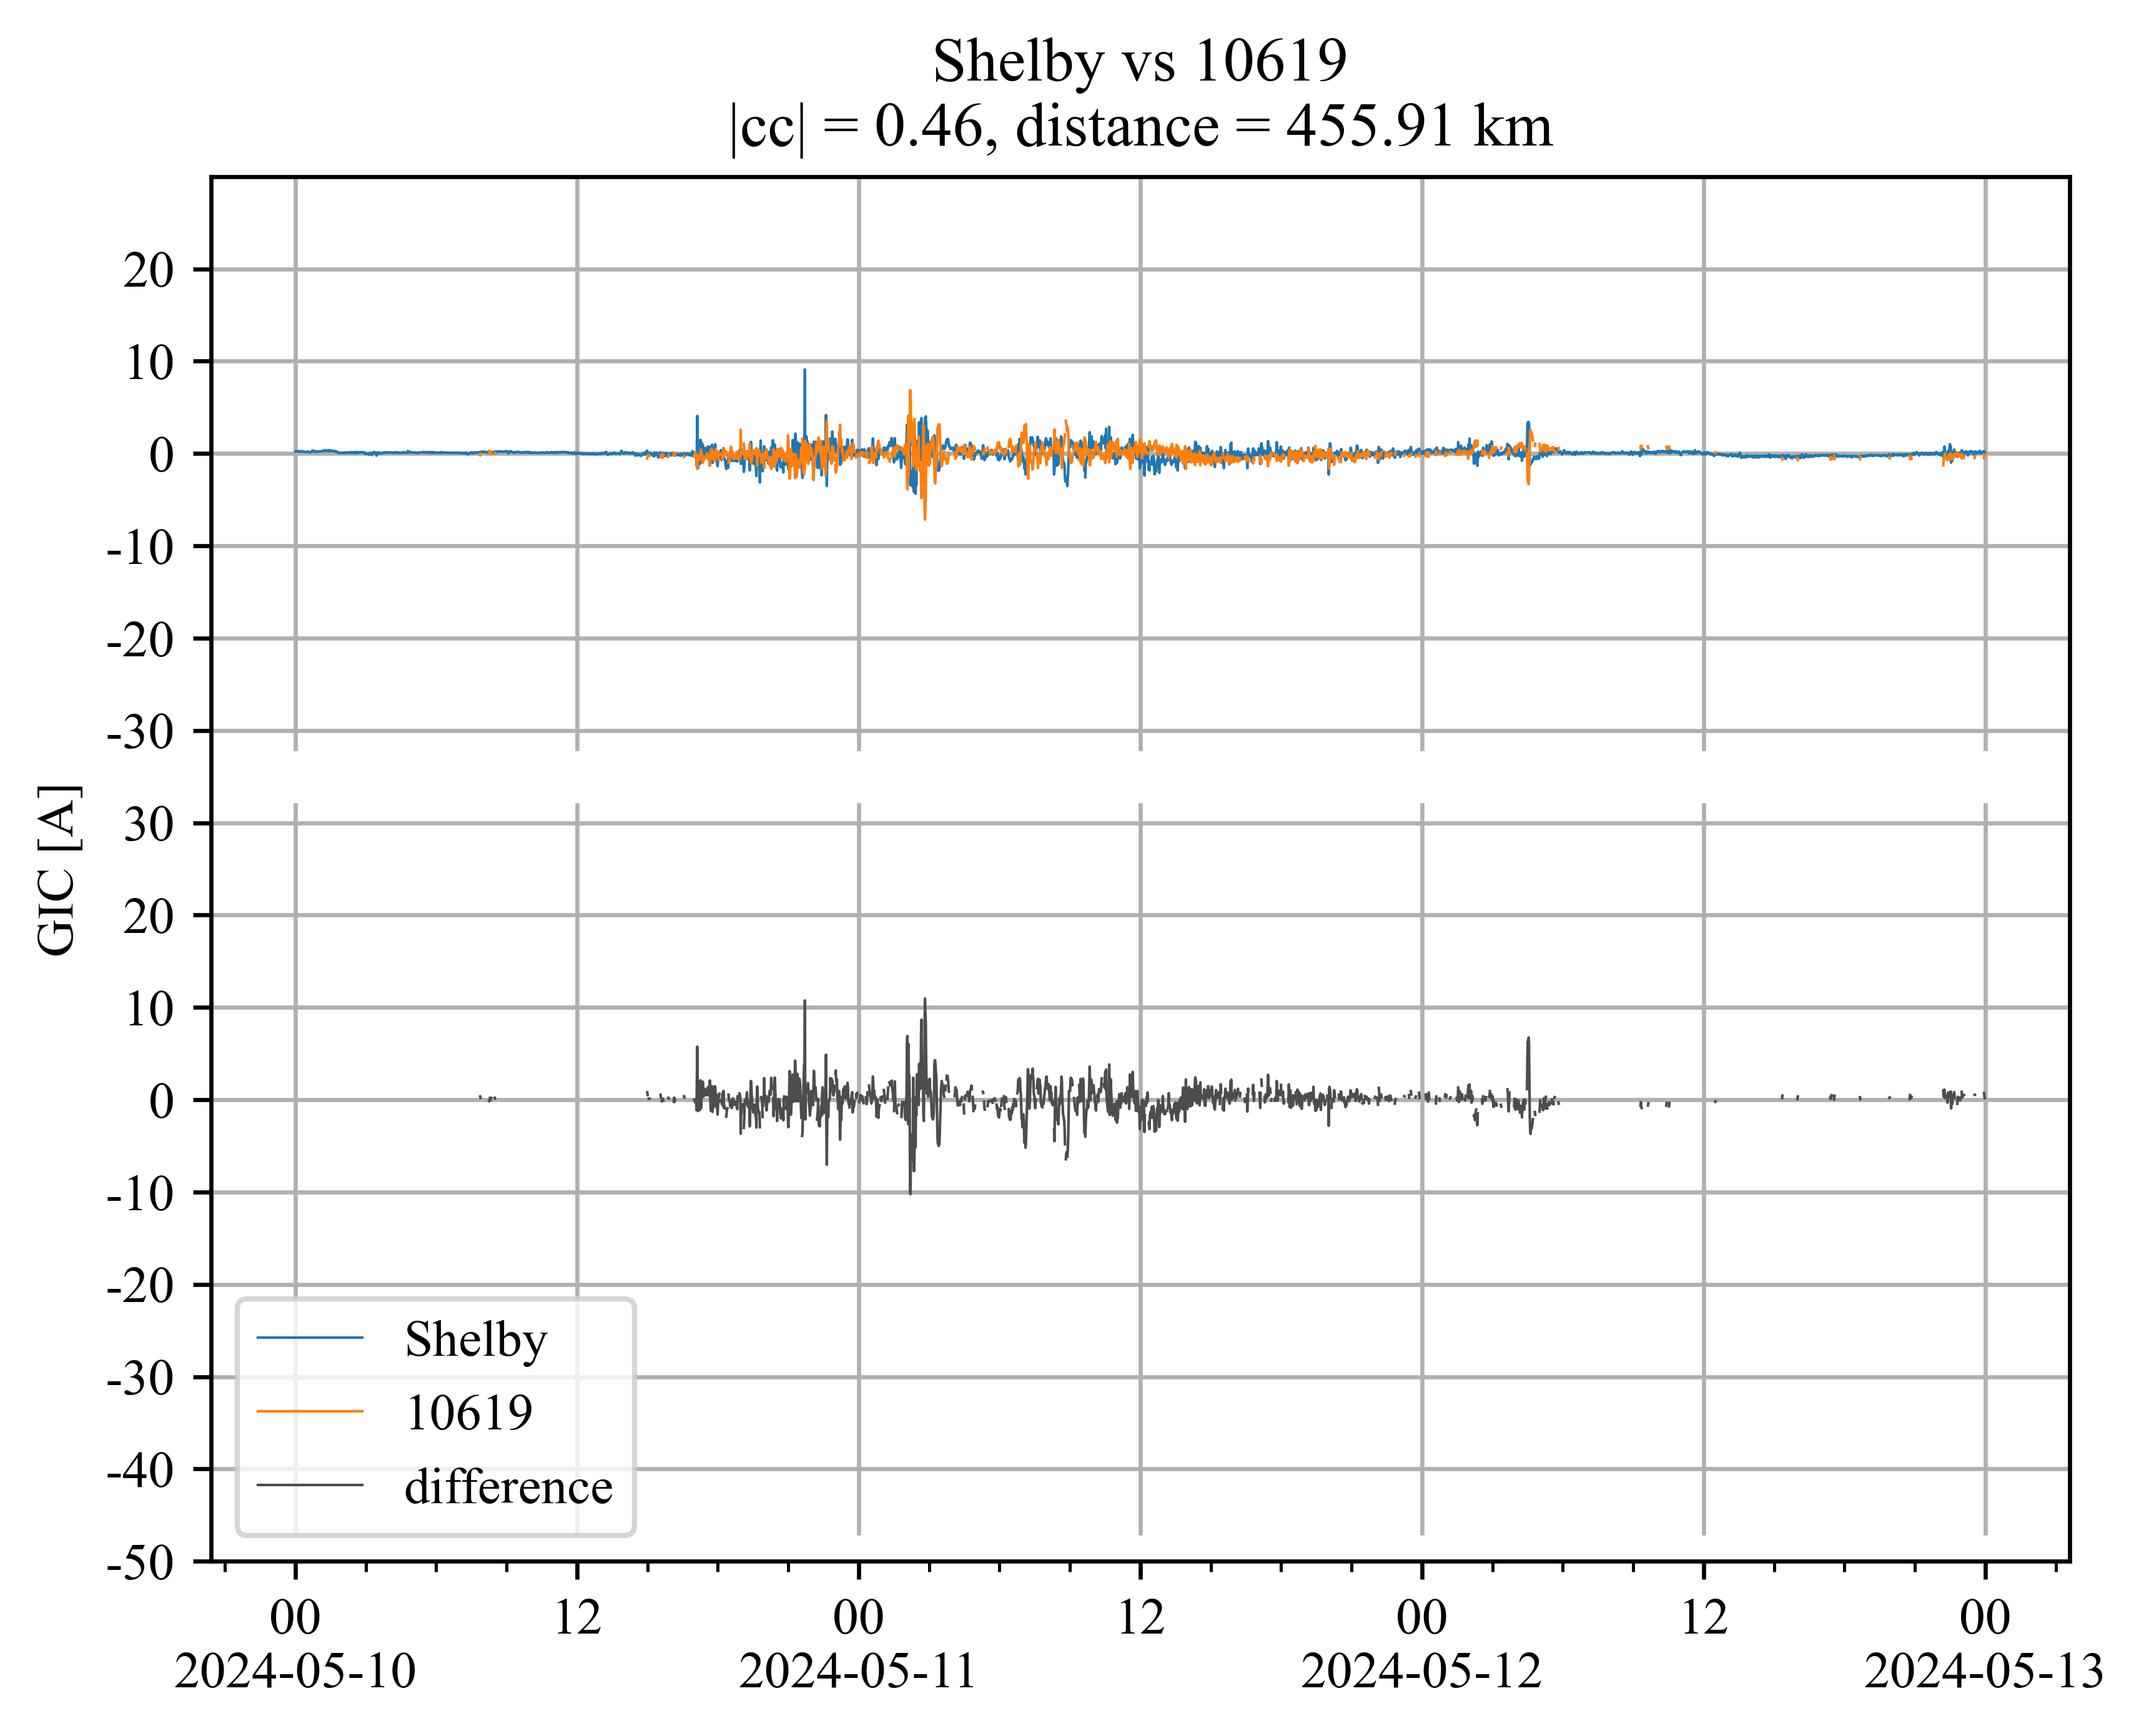 Shelby vs 10619
|cc| = 0.46, distance = 455.91 km
20
10
0
-10
-20
-30
GIC [A]
30
20
10
0
-10
-20
-30
-40
-50
Shelby
10619
difference
00 12 00 12 00 12 00
2024-05-10 2024-05-11 2024-05-12 2024-05-13